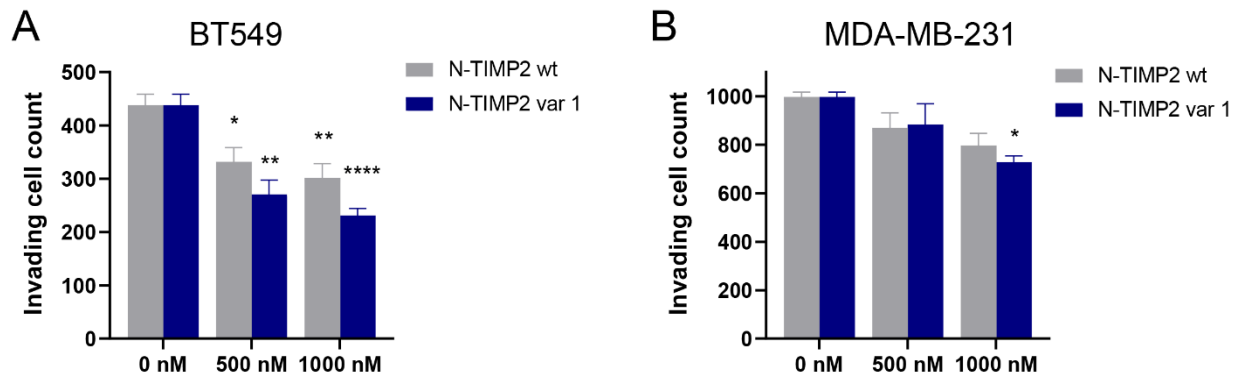 A
BT549
N-TIMP2 wt
N-TIMP2 var 1
Invading cell count
500
400
300
200
100
0
*
**
**
****
0 nM 500 nM 1000 nM
B
MDA-MB-231
N-TIMP2 wt
N-TIMP2 var 1
Invading cell count
1000
800
600
400
200
0
*
0 nM 500 nM 1000 nM